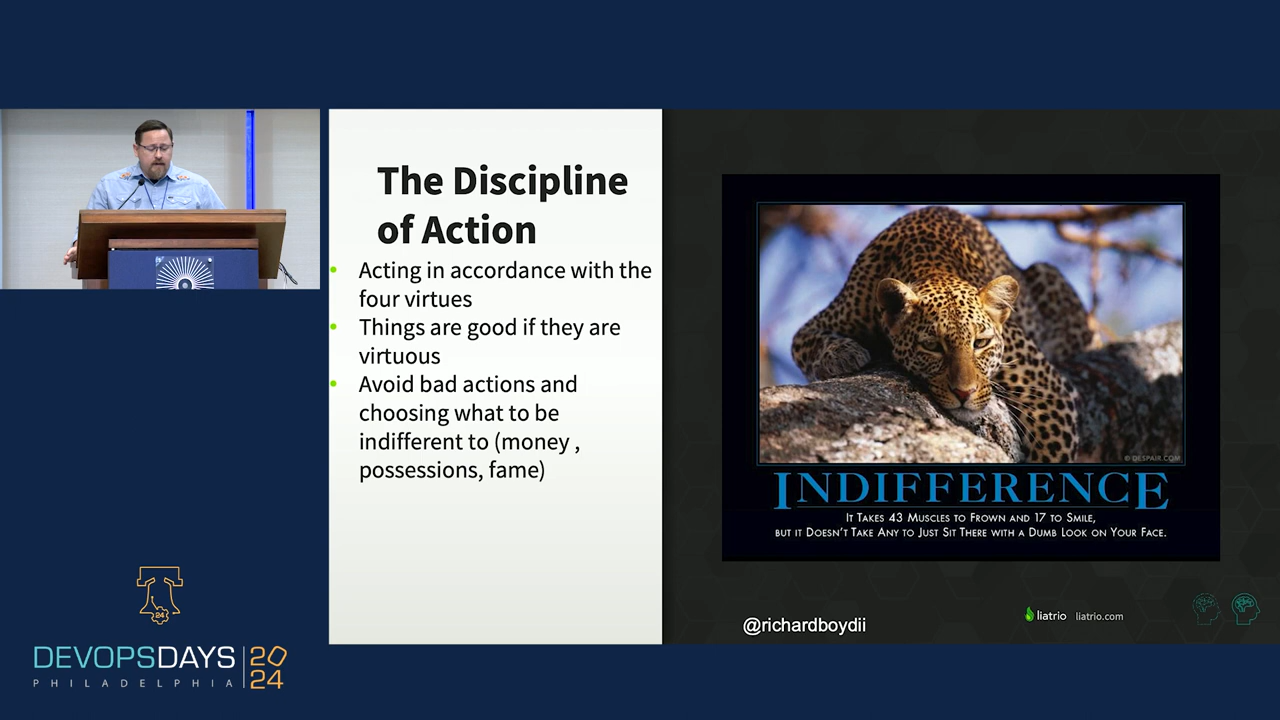 The Discipline
of Action
Acting in accordance with the
four virtues
Things are good if they are
virtuous
Avoid bad actions and
choosing what to be
indifferent to (money ,
possessions, fame)
© DESPAIR.COM
INDIFFERENCE
IT TAKES 43 MUSCLES TO FROWN AND 17 TO SMILE,
BUT IT DOESN'T TAKE ANY TO JUST SIT THERE WITH A DUMB LOOK ON YOUR FACE.
@richardboydii
liatrio liatrio.com
24
DEVOPSDAYS 2024
PHILADELPHIA